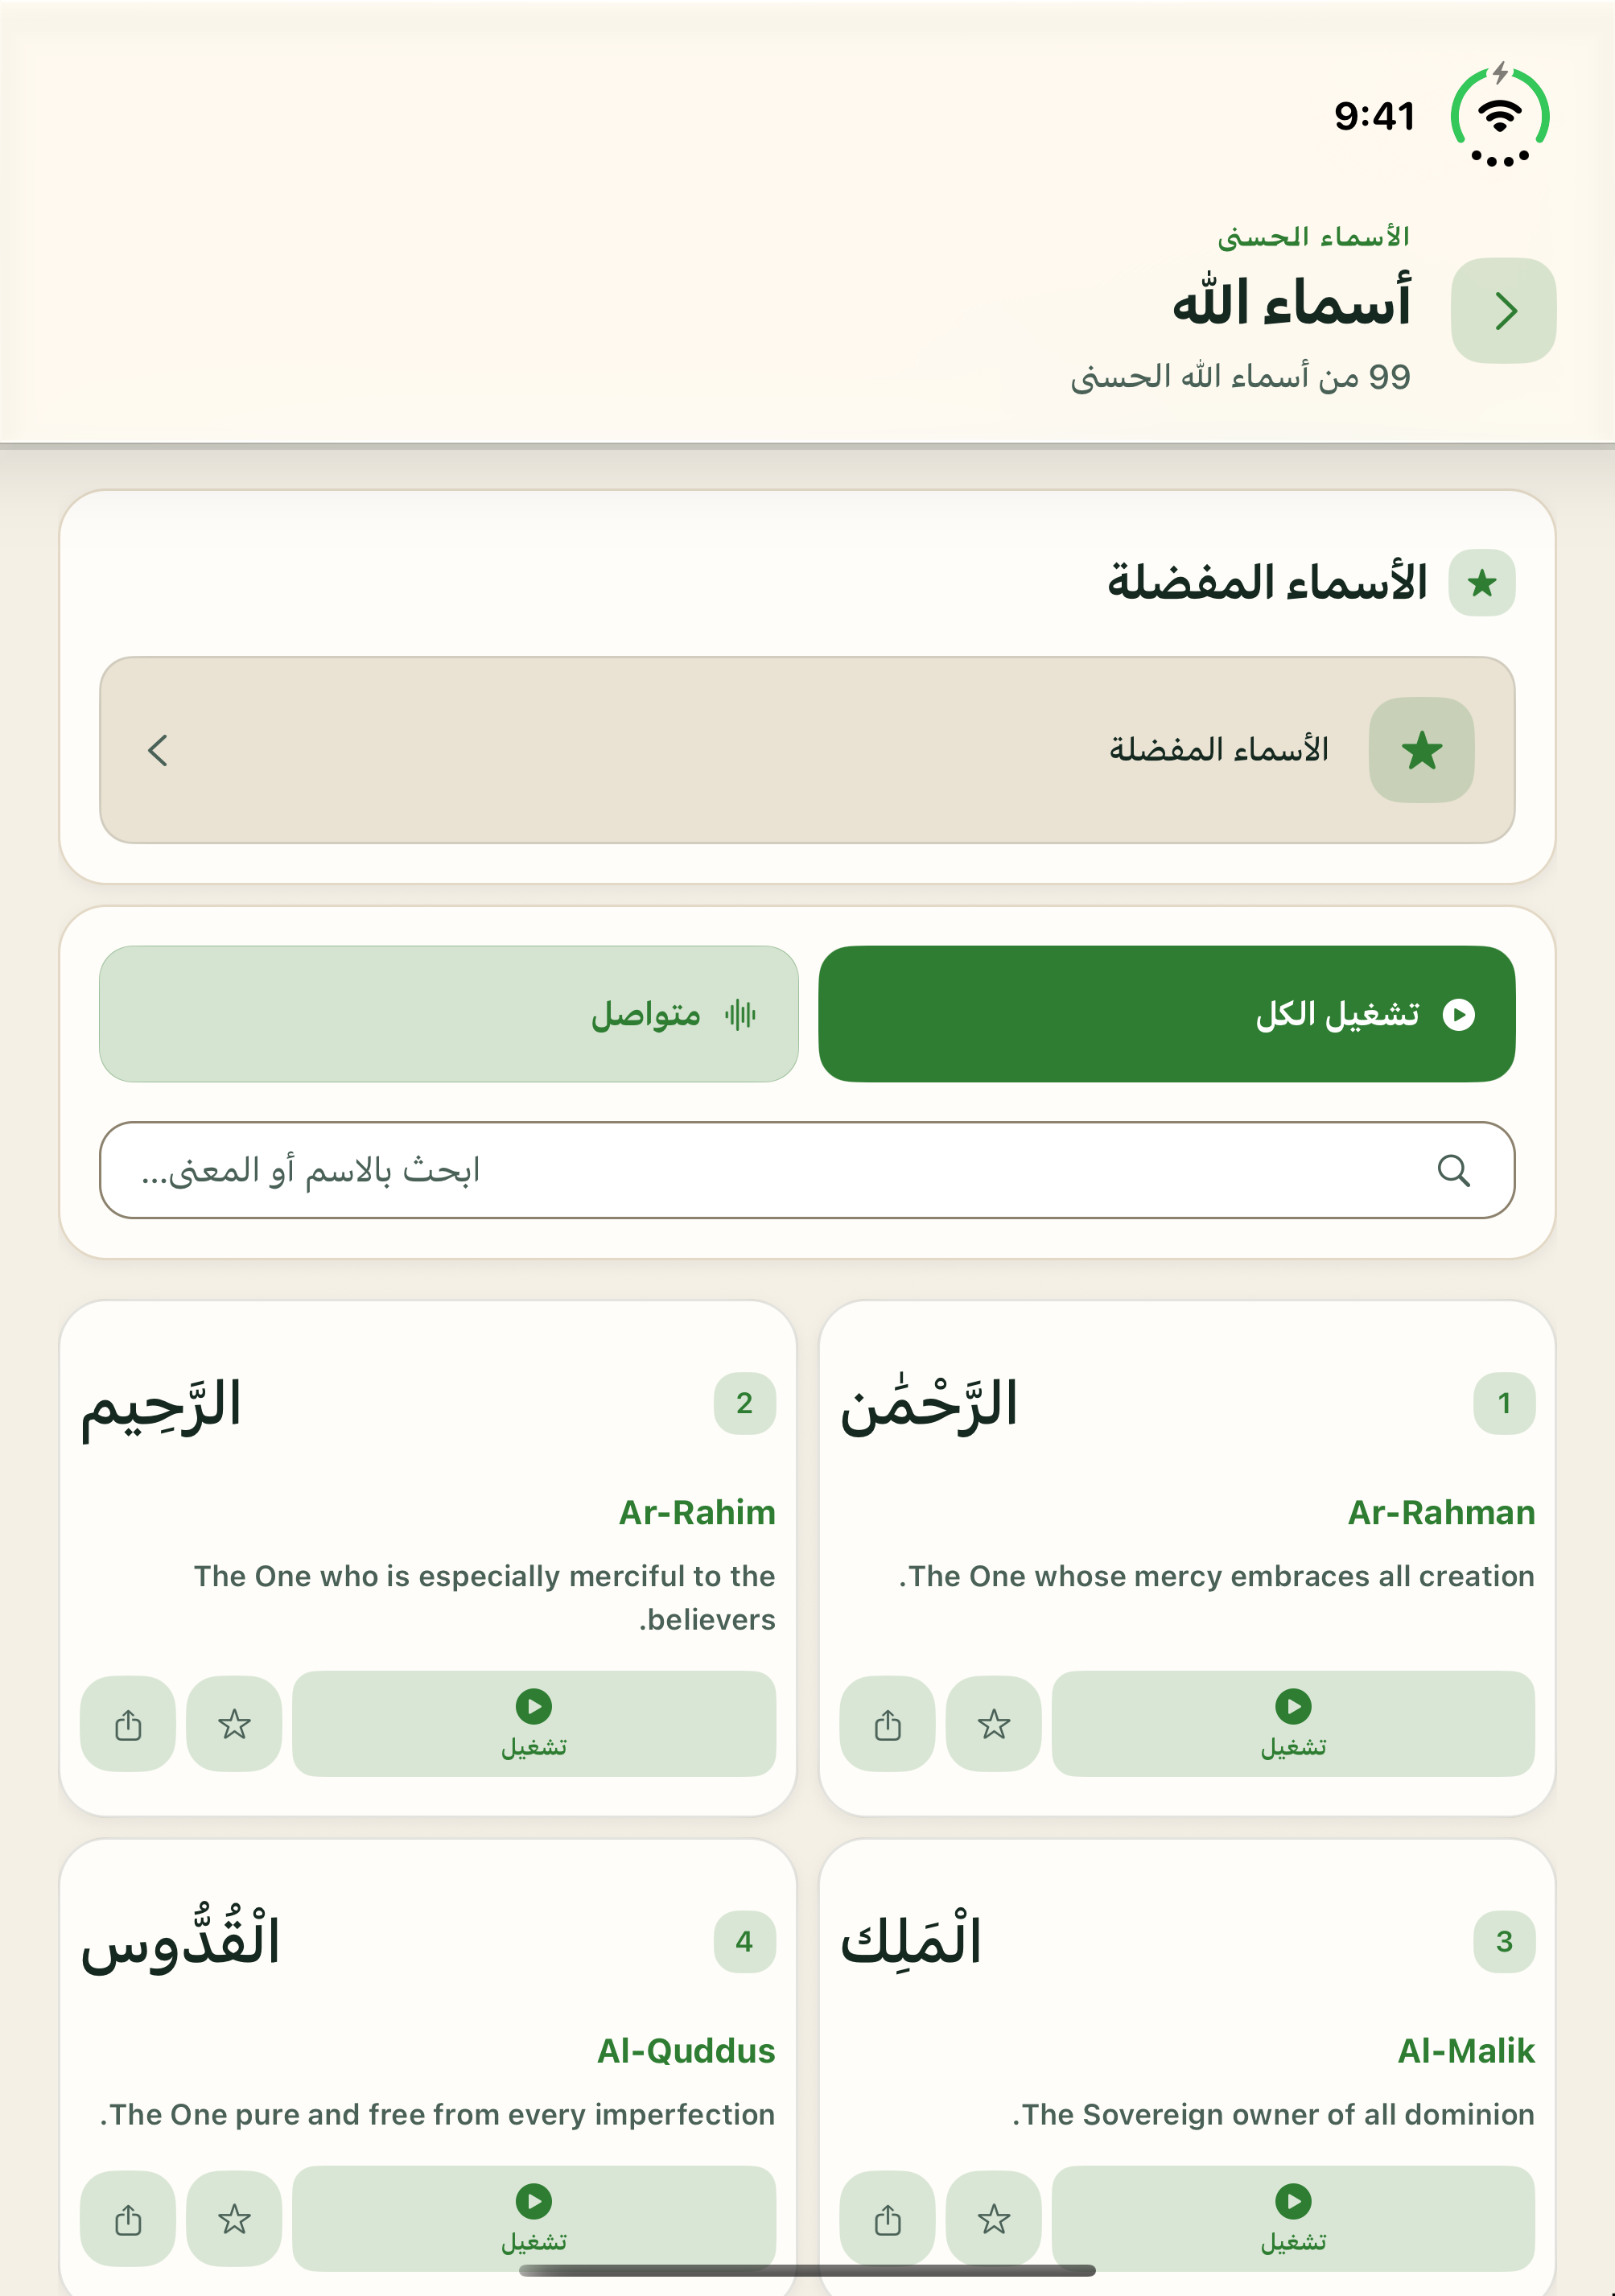 9:41
الأسماء الحسنى
أسماء الله
99 من أسماء الله الحسنى
الأسماء المفضلة
الأسماء المفضلة
تشغيل الكل
متواصل
ابحث بالاسم أو المعنى...
1
الرَّحْمَٰن
Ar-Rahman
The One whose mercy embraces all creation.
تشغيل
2
الرَّحِيم
Ar-Rahim
The One who is especially merciful to the
believers.
تشغيل
3
الْمَلِك
Al-Malik
The Sovereign owner of all dominion.
تشغيل
4
الْقُدُّوس
Al-Quddus
The One pure and free from every imperfection.
تشغيل